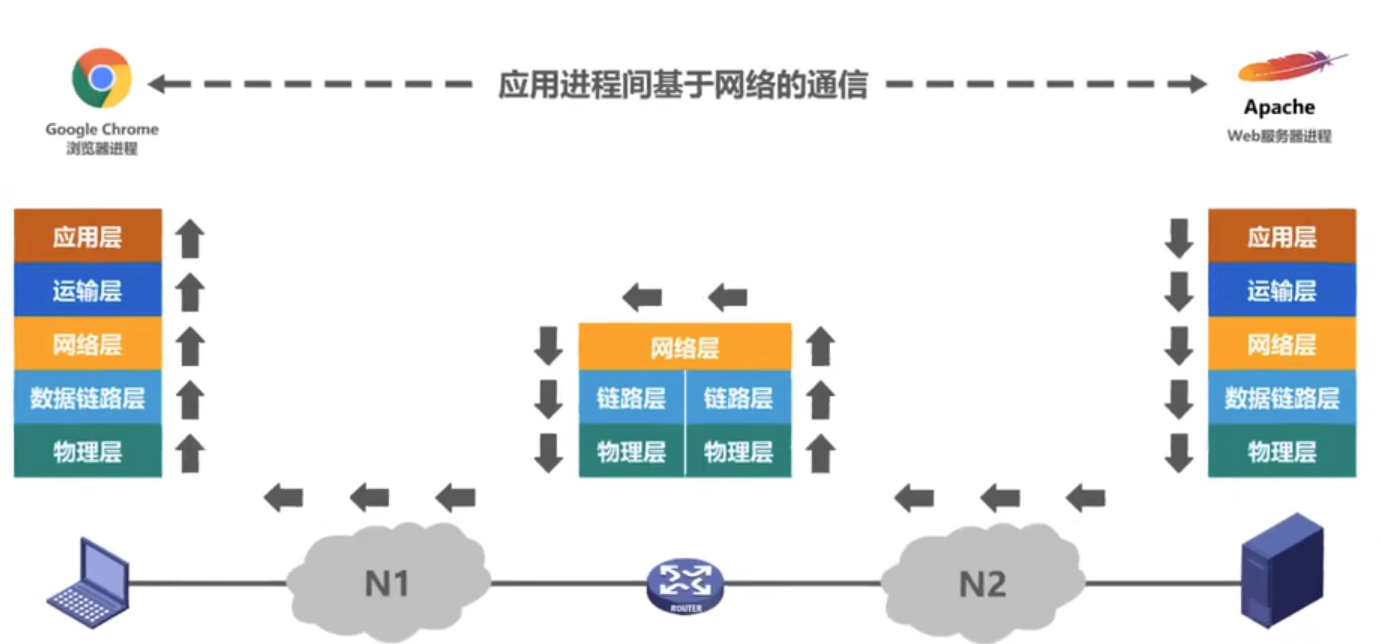 应用进程间基于网络的通信
Google Chrome
浏览器进程
Apache
Web服务器进程
应用层
运输层
网络层
数据链路层
物理层
网络层
链路层 链路层
物理层 物理层
应用层
运输层
网络层
数据链路层
物理层
N1
ROUTER
N2